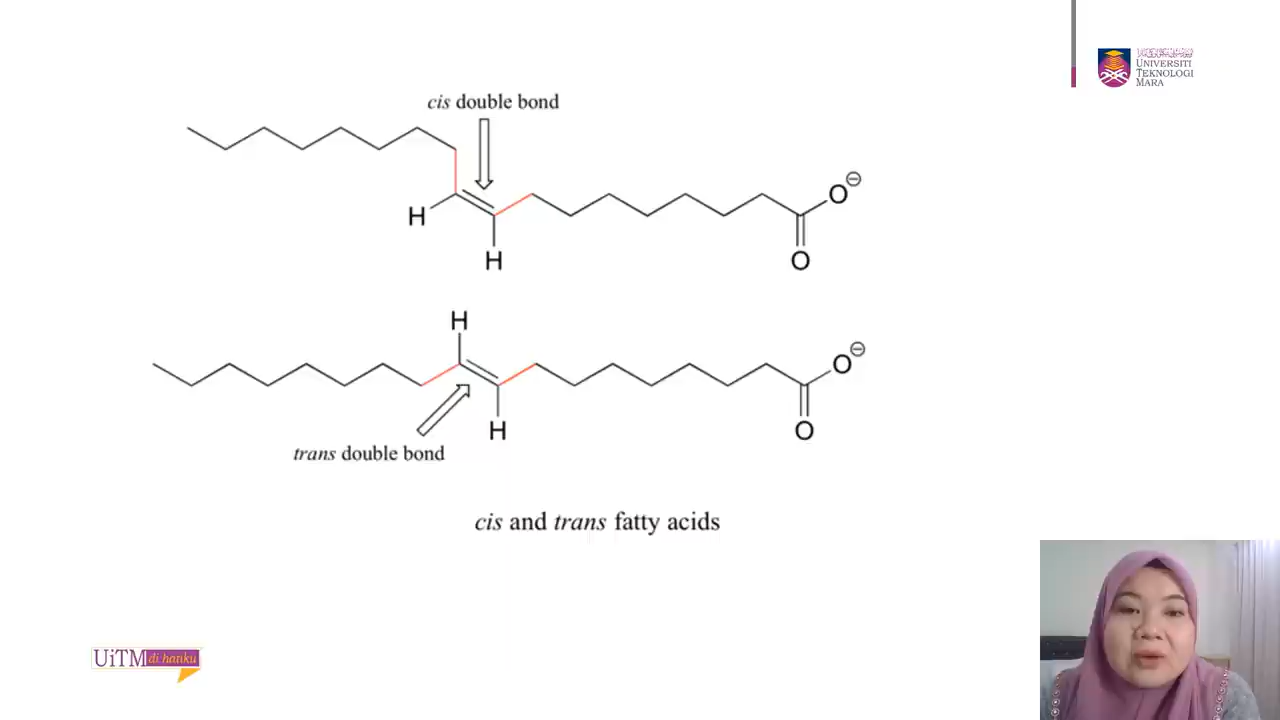 UNIVERSITI
TEKNOLOGI
MARA
cis double bond
O
⊖
H
H
O
H
O
⊖
H
O
trans double bond
cis and trans fatty acids
UiTM di hatiku